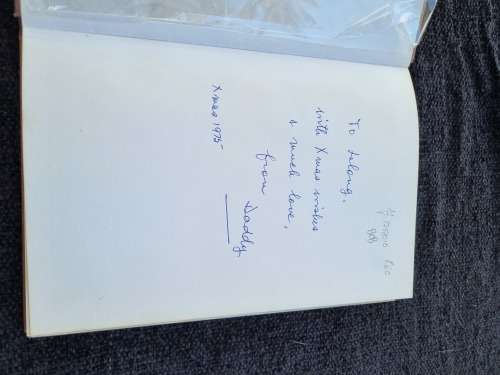 To
with Xmas wishes
& much love,
from Daddy
Xmas 1975